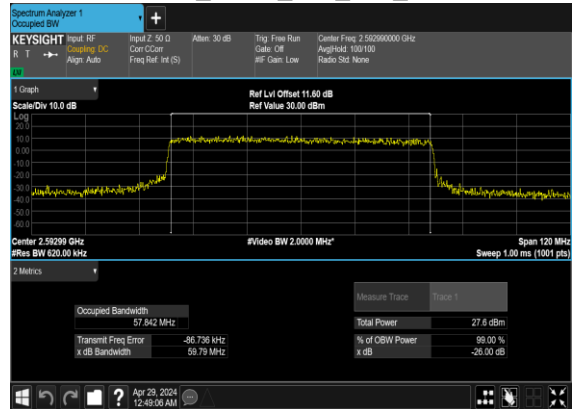 Spectrum Analyzer 1
Occupied BW
+
KEYSIGHT Input: RF Input Z: 50 Ω Atten: 30 dB Trig: Free Run Center Freq: 2.592990000 GHz
R T Coupling: DC Corr CCorr Gate: Off Avg|Hold: 100/100
Align: Auto Freq Ref: Int (S) #IF Gain: Low Radio Std: None
1 Graph
Ref Lvl Offset 11.60 dB
Scale/Div 10.0 dB Ref Value 30.00 dBm
Log
20.0
10.0
0.00
-10.0
-20.0
-30.0
-40.0
-50.0
-60.0
Center 2.59299 GHz #Video BW 2.0000 MHz* Span 120 MHz
#Res BW 620.00 kHz Sweep 1.00 ms (1001 pts)
2 Metrics
Measure Trace Trace 1
Occupied Bandwidth
57.842 MHz Total Power 27.6 dBm
Transmit Freq Error -86.736 kHz % of OBW Power 99.00 %
x dB Bandwidth 59.79 MHz x dB -26.00 dB
? Apr 29, 2024
12:49:06 AM